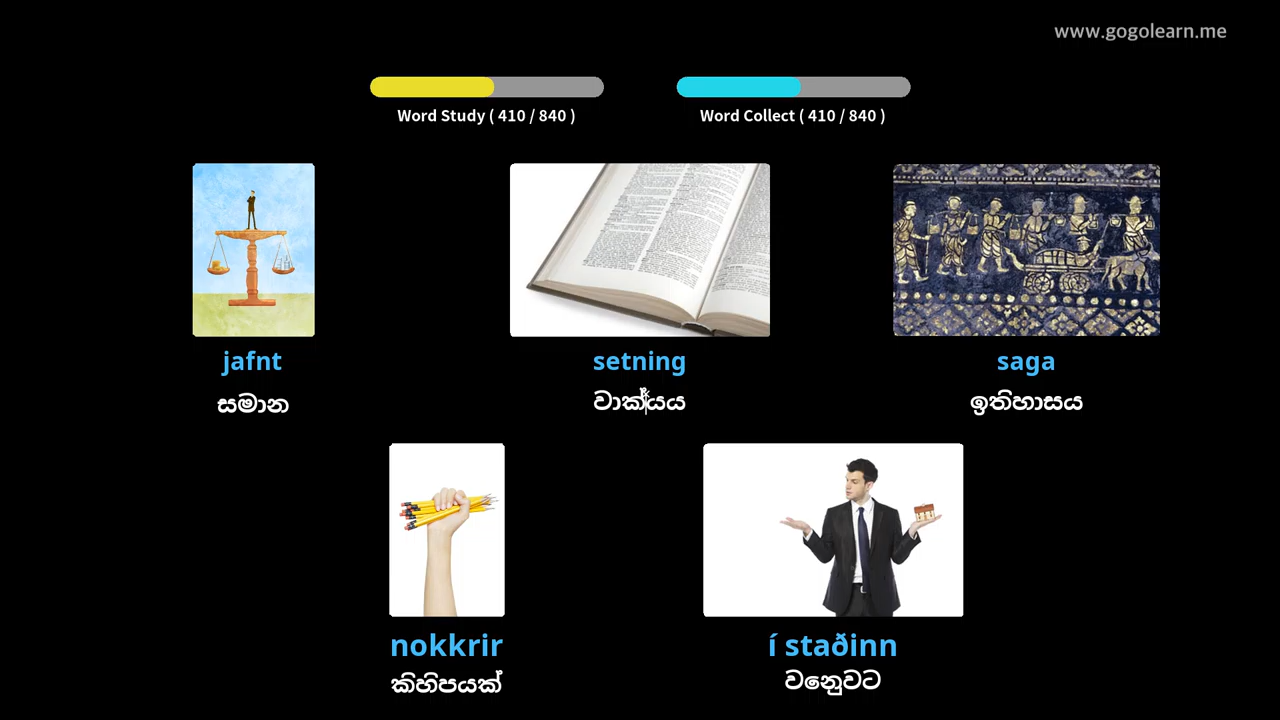 www.gogolearn.me
Word Study ( 410 / 840 )
Word Collect ( 410 / 840 )
jafnt
සමාන
setning
වාක්‍යය
saga
ඉතිහාසය
nokkrir
කිහිපයක්
í staðinn
වනෙුවට